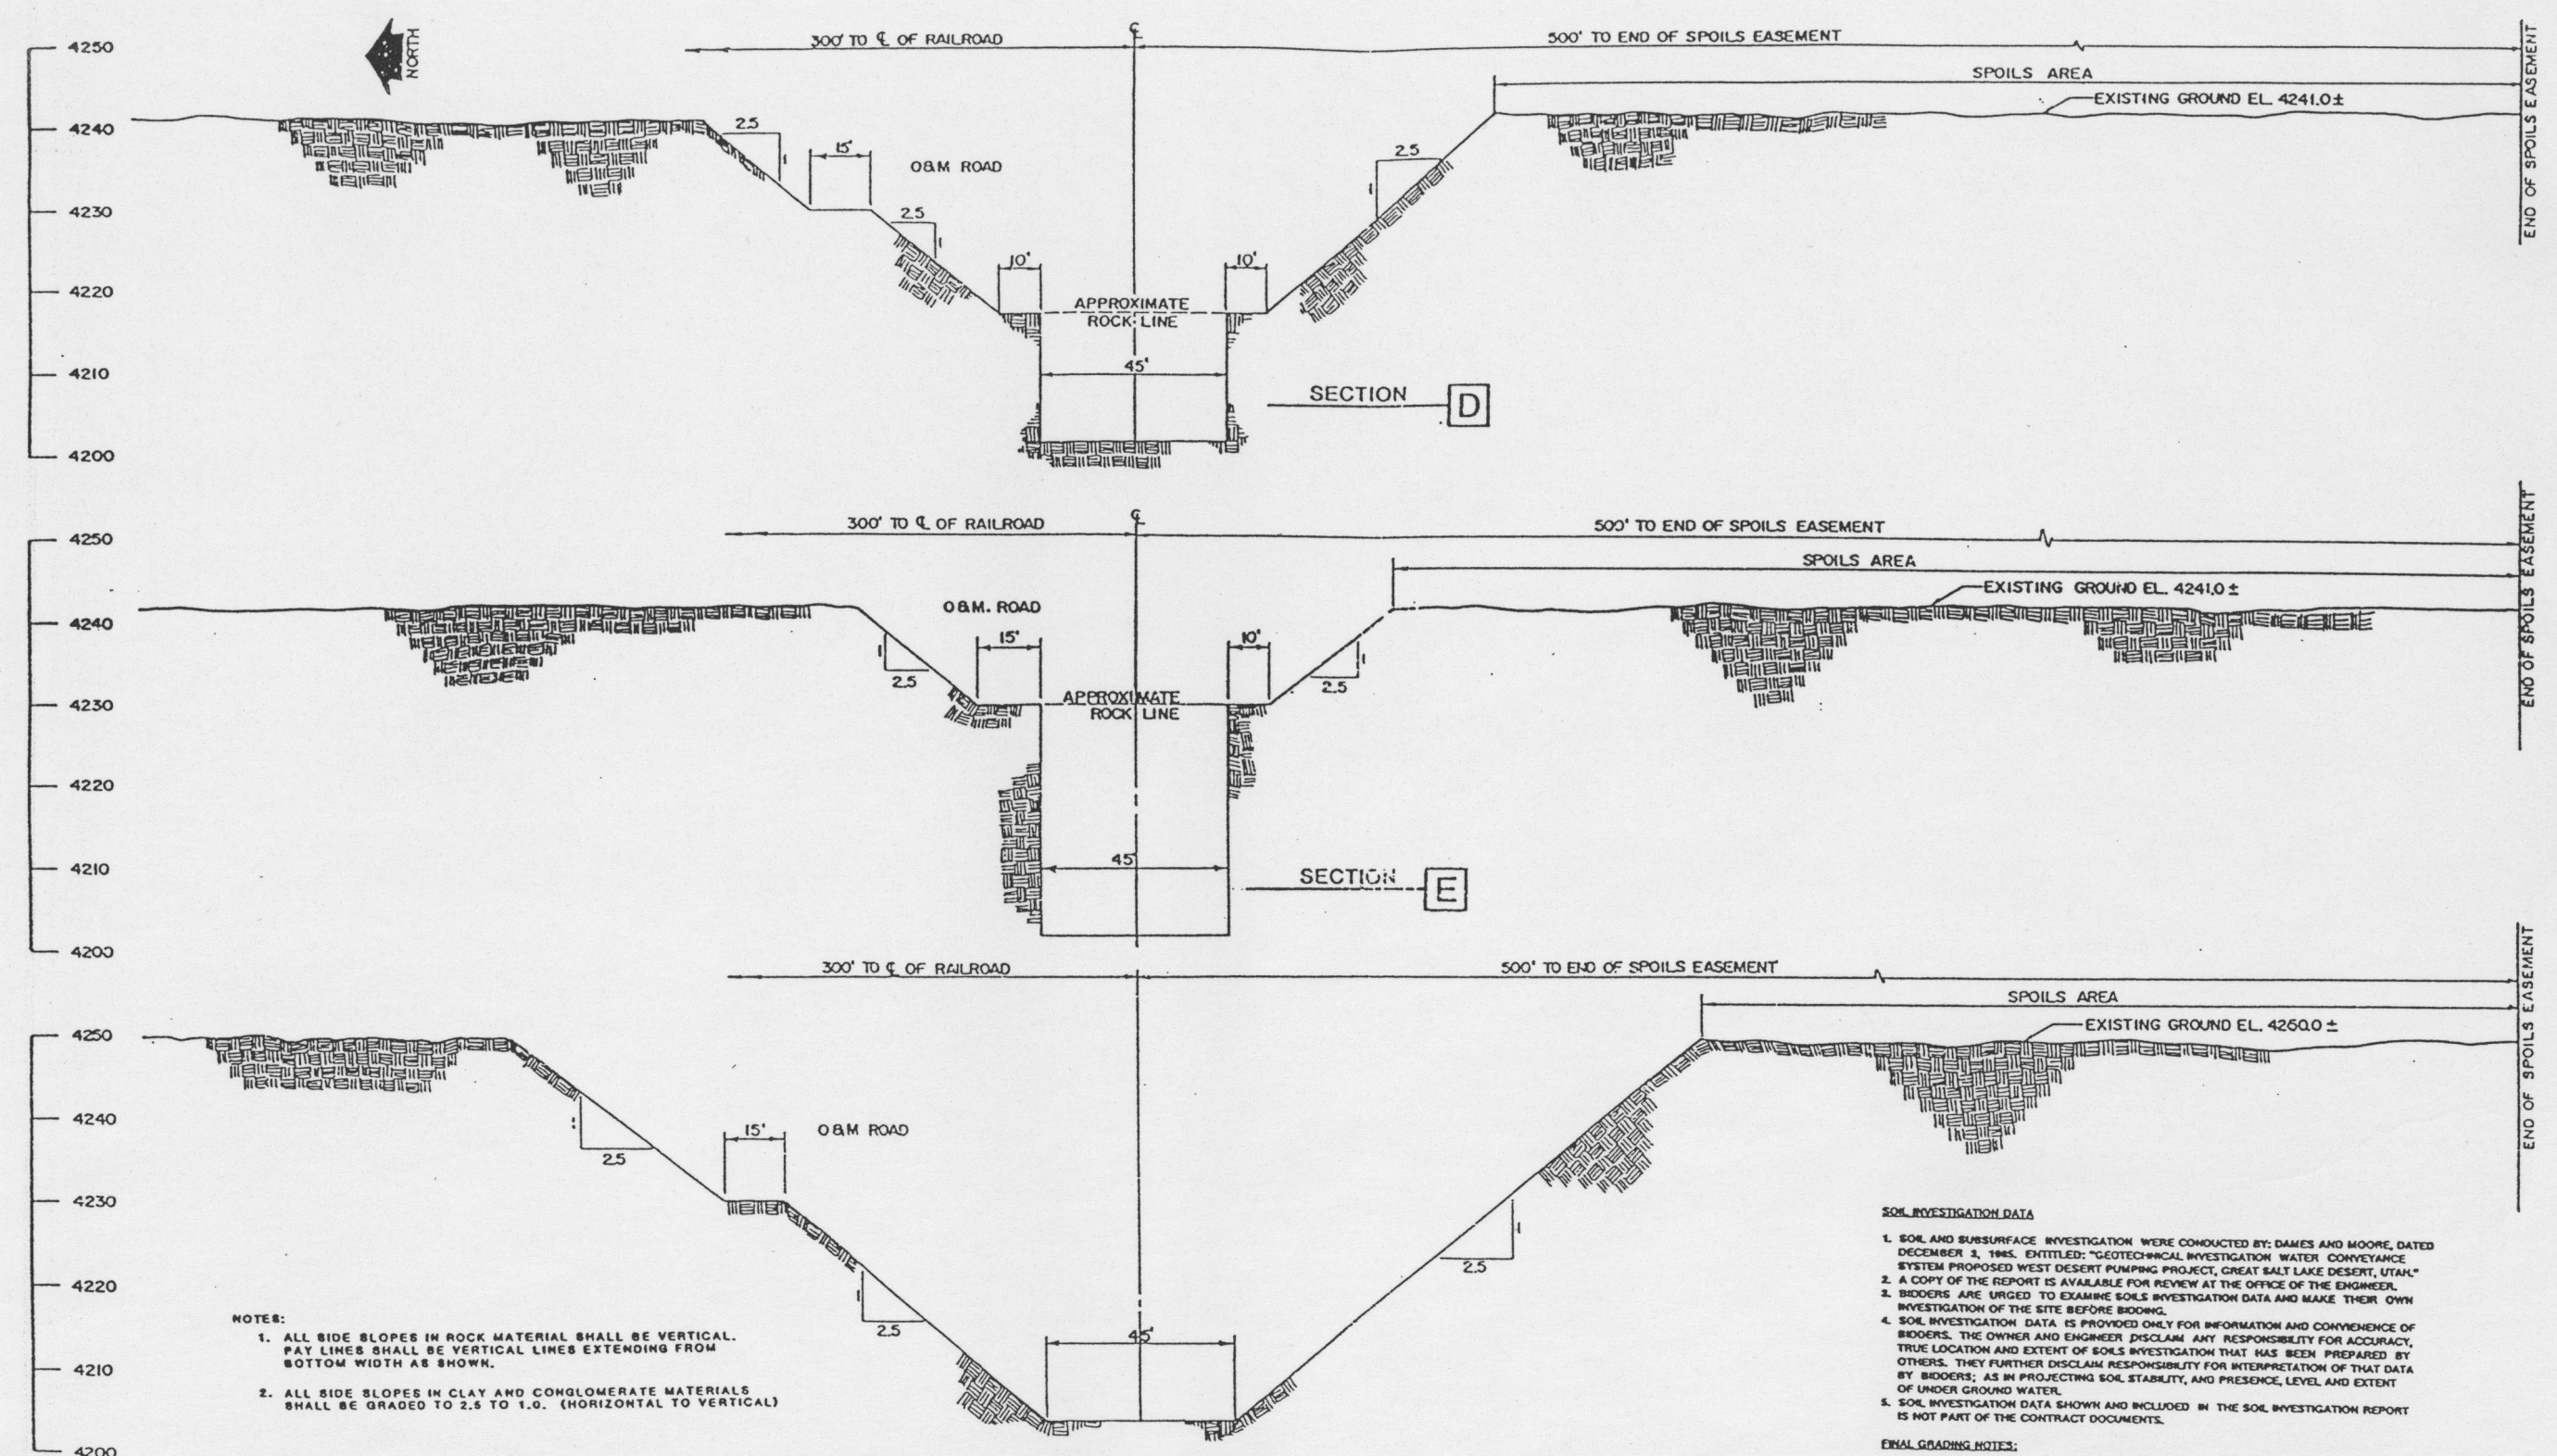 NORTH
300' TO ℄ OF RAILROAD
℄
500' TO END OF SPOILS EASEMENT
SPOILS AREA
EXISTING GROUND EL. 4241.0±
END OF SPOILS EASEMENT
4250
4240
4230
4220
4210
4200
2.5
1
15'
O&M ROAD
2.5
1
2.5
1
10'
10'
APPROXIMATE
ROCK LINE
45'
SECTION D
300' TO ℄ OF RAILROAD
℄
500' TO END OF SPOILS EASEMENT
SPOILS AREA
EXISTING GROUND EL. 4241.0±
END OF SPOILS EASEMENT
4250
4240
4230
4220
4210
4200
O&M. ROAD
15'
10'
1
2.5
1
2.5
APPROXIMATE
ROCK LINE
45'
SECTION E
300' TO ℄ OF RAILROAD
500' TO END OF SPOILS EASEMENT
SPOILS AREA
EXISTING GROUND EL. 4260.0 ±
END OF SPOILS EASEMENT
4250
4240
4230
4220
4210
4200
15'
O&M ROAD
2.5
1
2.5
1
2.5
45'
NOTES:
1. ALL SIDE SLOPES IN ROCK MATERIAL SHALL BE VERTICAL.
PAY LINES SHALL BE VERTICAL LINES EXTENDING FROM
BOTTOM WIDTH AS SHOWN.
2. ALL SIDE SLOPES IN CLAY AND CONGLOMERATE MATERIALS
SHALL BE GRADED TO 2.5 TO 1.0. (HORIZONTAL TO VERTICAL)
SOIL INVESTIGATION DATA
1. SOIL AND SUBSURFACE INVESTIGATION WERE CONDUCTED BY: DAMES AND MOORE, DATED
DECEMBER 3, 1985. ENTITLED: "GEOTECHNICAL INVESTIGATION WATER CONVEYANCE
SYSTEM PROPOSED WEST DESERT PUMPING PROJECT, GREAT SALT LAKE DESERT, UTAH."
2. A COPY OF THE REPORT IS AVAILABLE FOR REVIEW AT THE OFFICE OF THE ENGINEER.
3. BIDDERS ARE URGED TO EXAMINE SOILS INVESTIGATION DATA AND MAKE THEIR OWN
INVESTIGATION OF THE SITE BEFORE BIDDING.
4. SOIL INVESTIGATION DATA IS PROVIDED ONLY FOR INFORMATION AND CONVIENENCE OF
BIDDERS. THE OWNER AND ENGINEER DISCLAIM ANY RESPONSIBILITY FOR ACCURACY,
TRUE LOCATION AND EXTENT OF SOILS INVESTIGATION THAT HAS BEEN PREPARED BY
OTHERS. THEY FURTHER DISCLAIM RESPONSIBILITY FOR INTERPRETATION OF THAT DATA
BY BIDDERS; AS IN PROJECTING SOIL STABILITY, AND PRESENCE, LEVEL AND EXTENT
OF UNDER GROUND WATER.
5. SOIL INVESTIGATION DATA SHOWN AND INCLUDED IN THE SOIL INVESTIGATION REPORT
IS NOT PART OF THE CONTRACT DOCUMENTS.
FINAL GRADING NOTES: